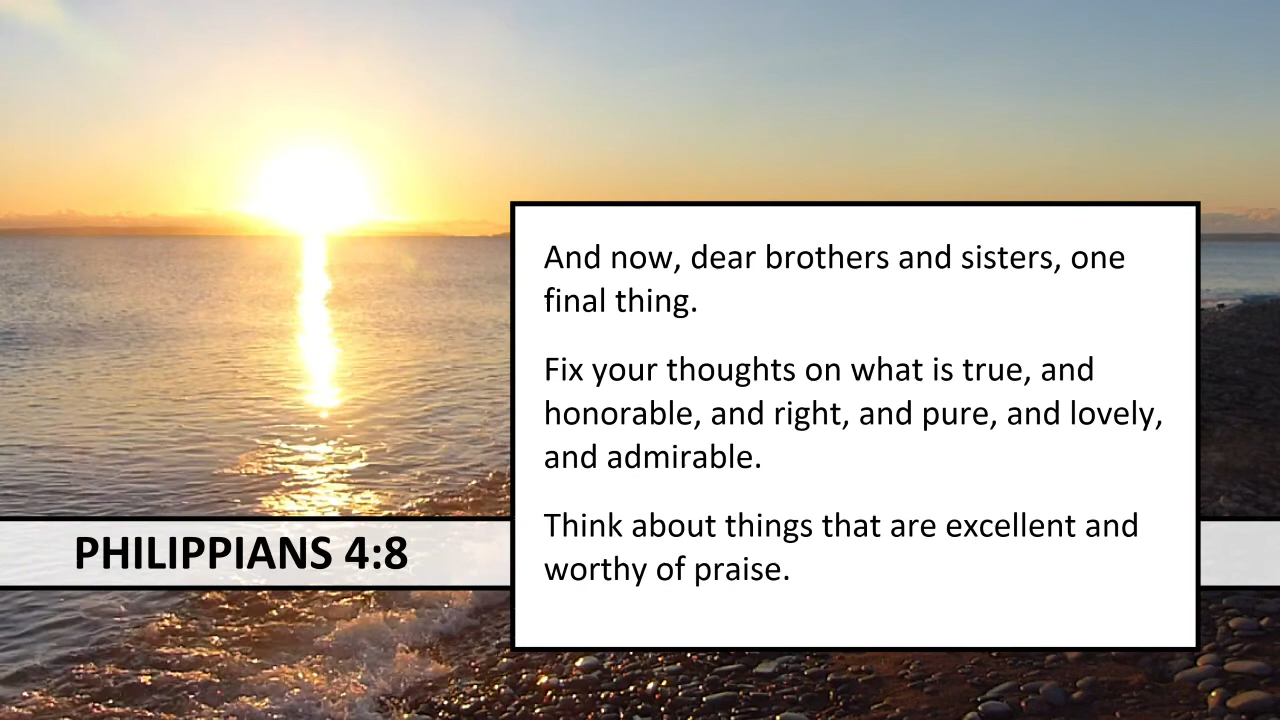 And now, dear brothers and sisters, one
final thing.
Fix your thoughts on what is true, and
honorable, and right, and pure, and lovely,
and admirable.
Think about things that are excellent and
worthy of praise.
PHILIPPIANS 4:8